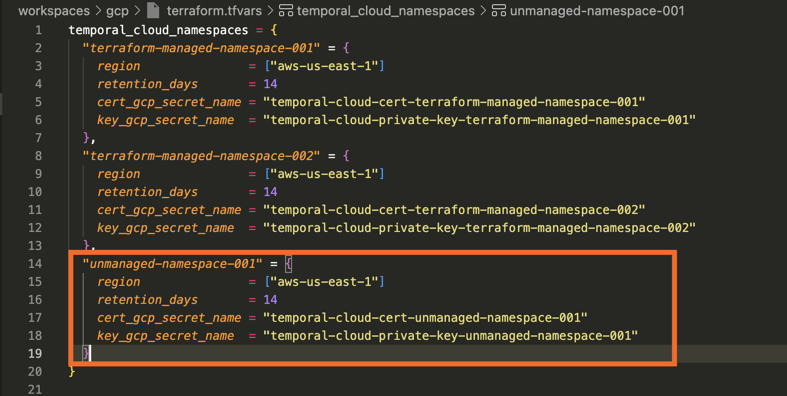 workspaces > gcp > terraform.tfvars > temporal_cloud_namespaces > unmanaged-namespace-001
1 temporal_cloud_namespaces = {
2 "terraform-managed-namespace-001" = {
3 region = ["aws-us-east-1"]
4 retention_days = 14
5 cert_gcp_secret_name = "temporal-cloud-cert-terraform-managed-namespace-001"
6 key_gcp_secret_name = "temporal-cloud-private-key-terraform-managed-namespace-001"
7 },
8 "terraform-managed-namespace-002" = {
9 region = ["aws-us-east-1"]
10 retention_days = 14
11 cert_gcp_secret_name = "temporal-cloud-cert-terraform-managed-namespace-002"
12 key_gcp_secret_name = "temporal-cloud-private-key-terraform-managed-namespace-002"
13 },
14 "unmanaged-namespace-001" = {
15 region = ["aws-us-east-1"]
16 retention_days = 14
17 cert_gcp_secret_name = "temporal-cloud-cert-unmanaged-namespace-001"
18 key_gcp_secret_name = "temporal-cloud-private-key-unmanaged-namespace-001"
19 }
20 }
21